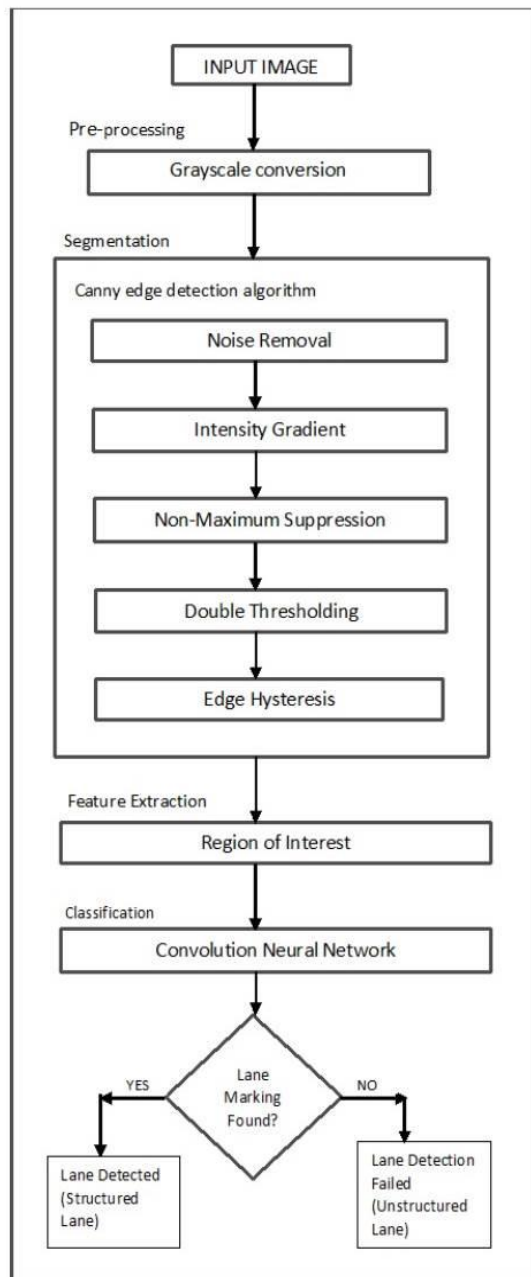 INPUT IMAGE
Pre-processing
Grayscale conversion
Segmentation
Canny edge detection algorithm
Noise Removal
Intensity Gradient
Non-Maximum Suppression
Double Thresholding
Edge Hysteresis
Feature Extraction
Region of Interest
Classification
Convolution Neural Network
Lane
Marking
Found?
YES
NO
Lane Detected
(Structured
Lane)
Lane Detection
Failed
(Unstructured
Lane)